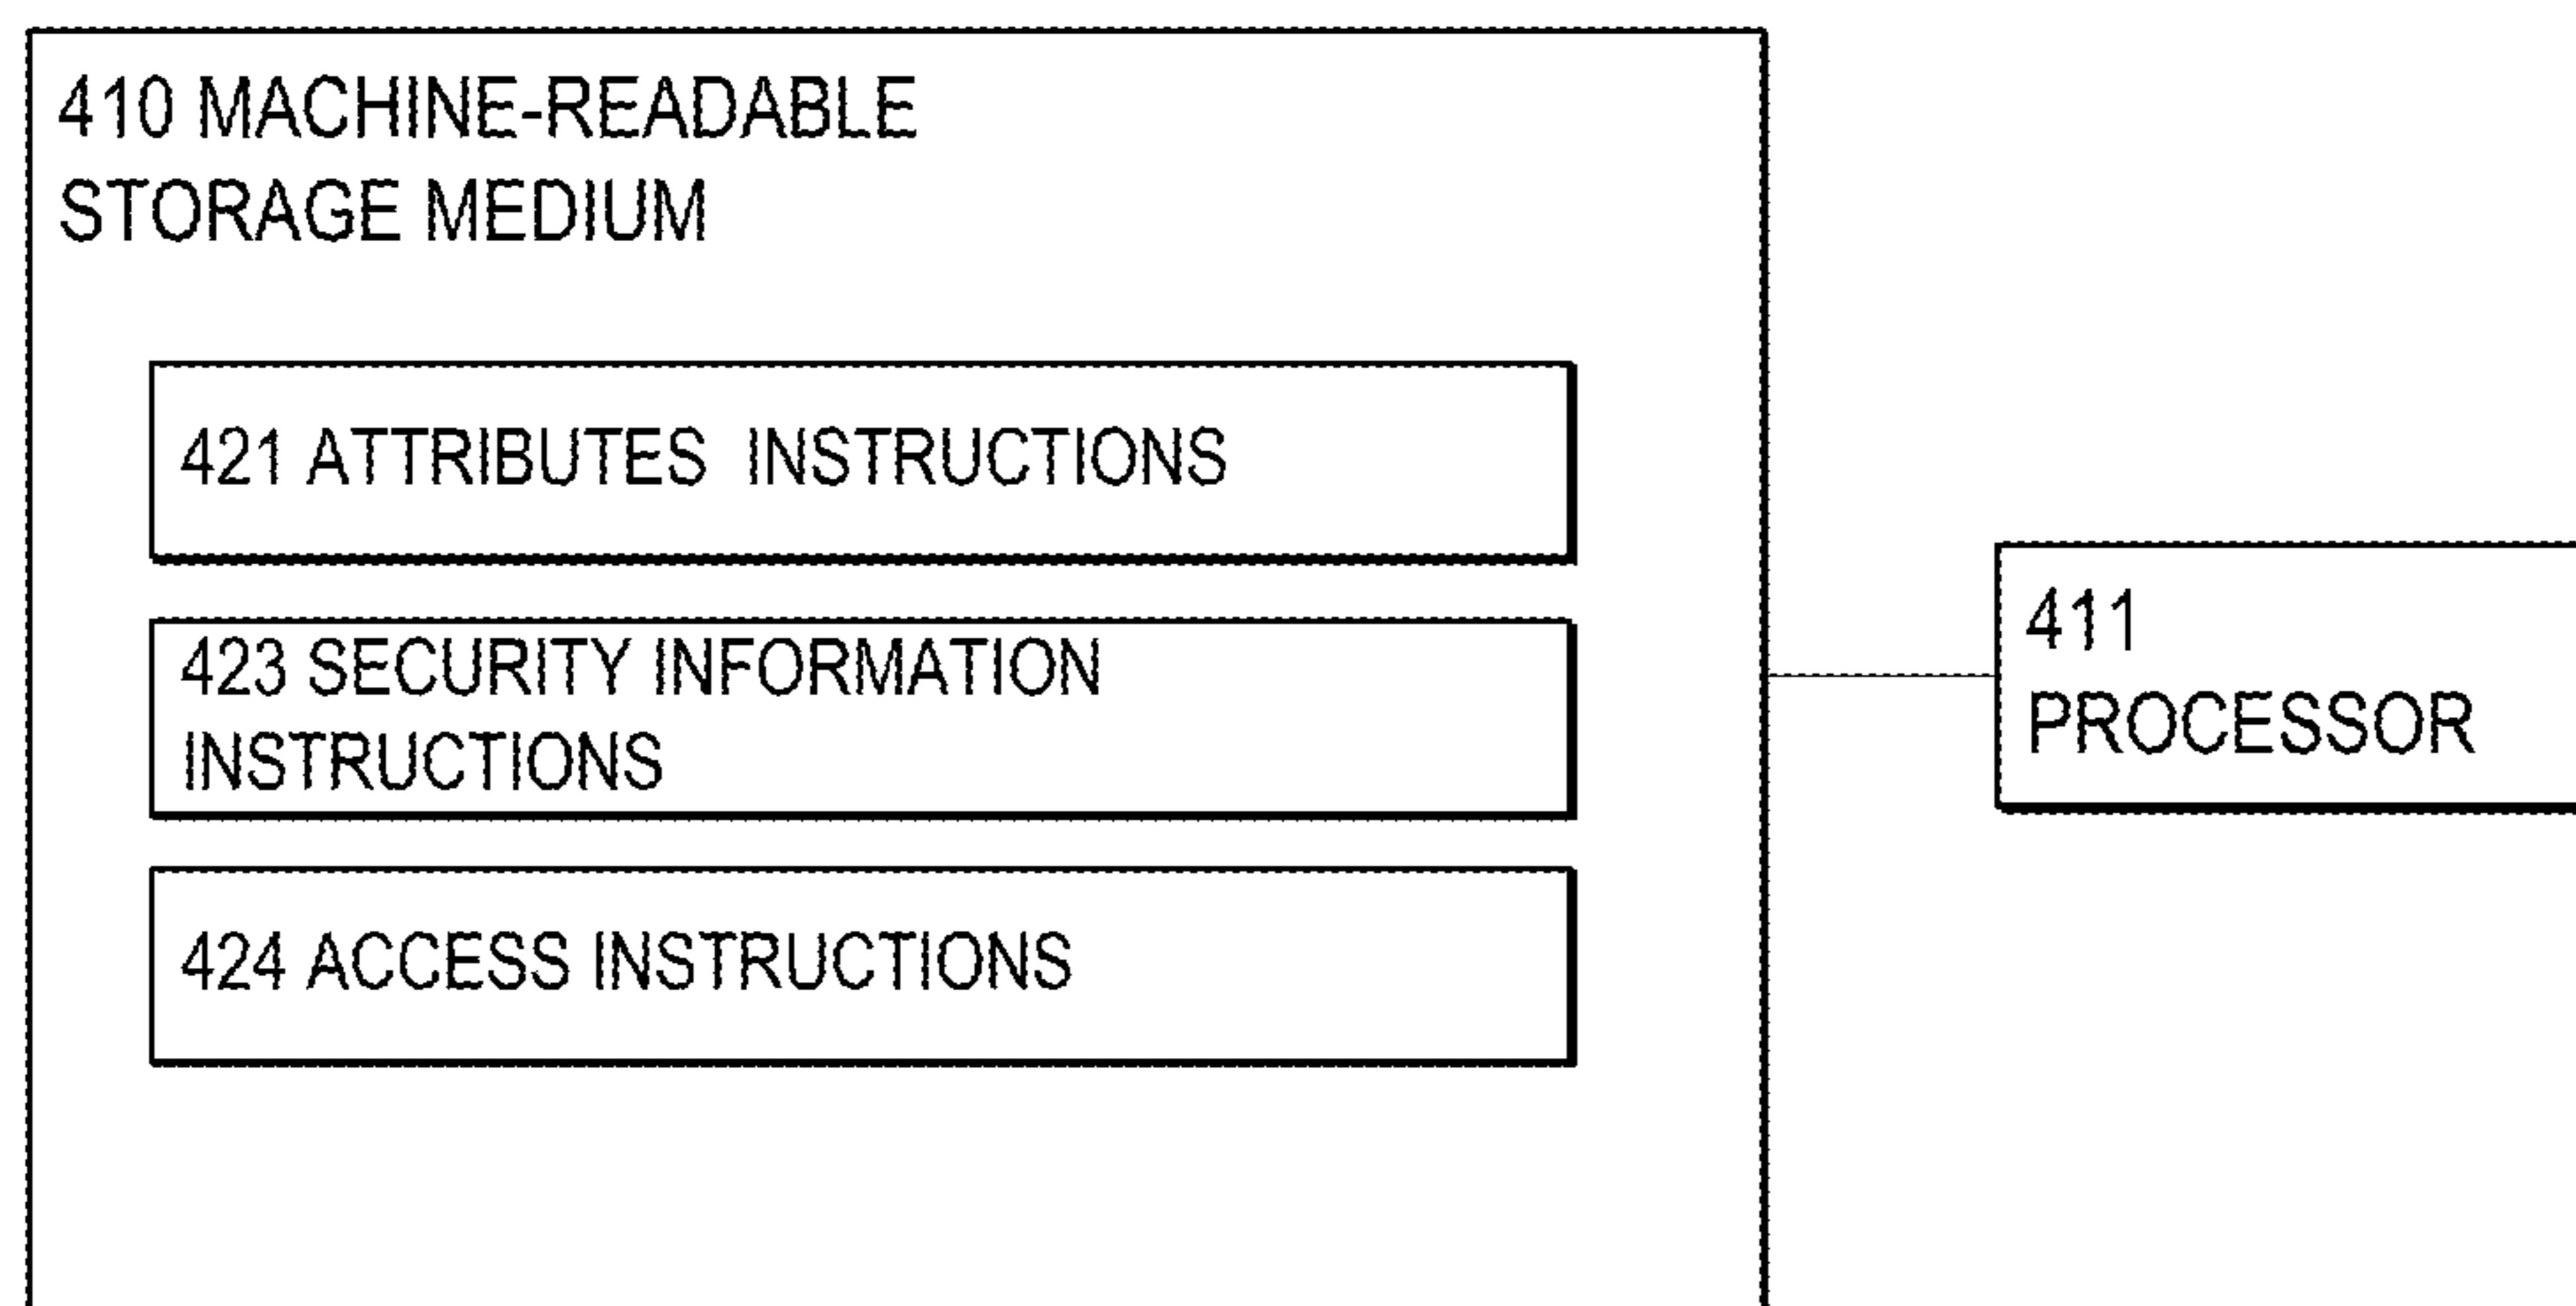 410 MACHINE-READABLE
STORAGE MEDIUM
421 ATTRIBUTES  INSTRUCTIONS
423 SECURITY INFORMATION
INSTRUCTIONS
424 ACCESS INSTRUCTIONS
411
PROCESSOR